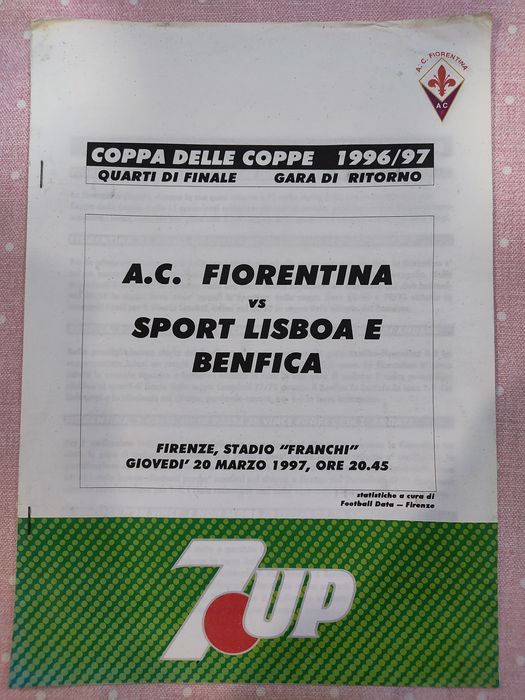 A.C. FIORENTINA
AC
COPPA DELLE COPPE 1996/97
QUARTI DI FINALE GARA DI RITORNO
A.C. FIORENTINA
VS
SPORT LISBOA E
BENFICA
FIRENZE, STADIO "FRANCHI"
GIOVEDI' 20 MARZO 1997, ORE 20.45
statistiche a cura di
Football Data — Firenze
7UP